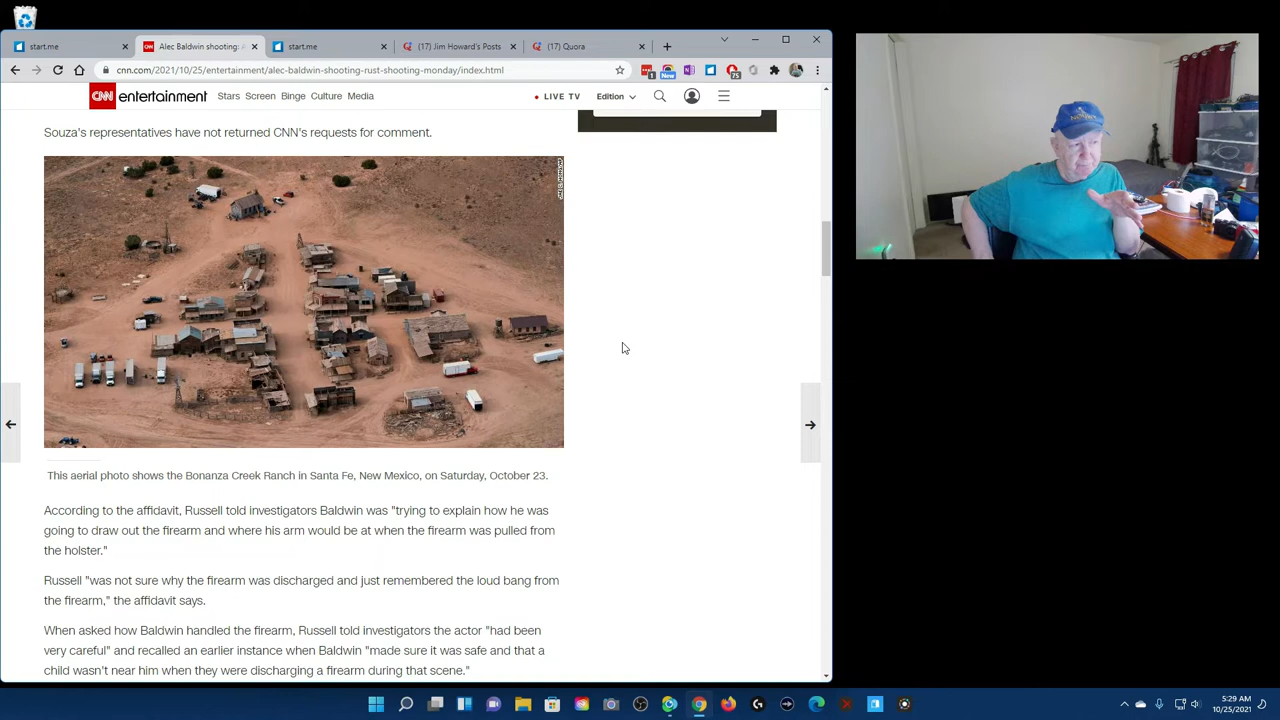 start.me
Alec Baldwin shooting: A
start.me
(17) Jim Howard's Posts
(17) Quora
cnn.com/2021/10/25/entertainment/alec-baldwin-shooting-rust-shooting-monday/index.html
1
New
75
CNN entertainment Stars Screen Binge Culture Media
LIVE TV Edition
Souza's representatives have not returned CNN's requests for comment.
This aerial photo shows the Bonanza Creek Ranch in Santa Fe, New Mexico, on Saturday, October 23.
According to the affidavit, Russell told investigators Baldwin was "trying to explain how he was
going to draw out the firearm and where his arm would be at when the firearm was pulled from
the holster."
Russell "was not sure why the firearm was discharged and just remembered the loud bang from
the firearm," the affidavit says.
When asked how Baldwin handled the firearm, Russell told investigators the actor "had been
very careful" and recalled an earlier instance when Baldwin "made sure it was safe and that a
child wasn't near him when they were discharging a firearm during that scene."
5:29 AM
10/25/2021